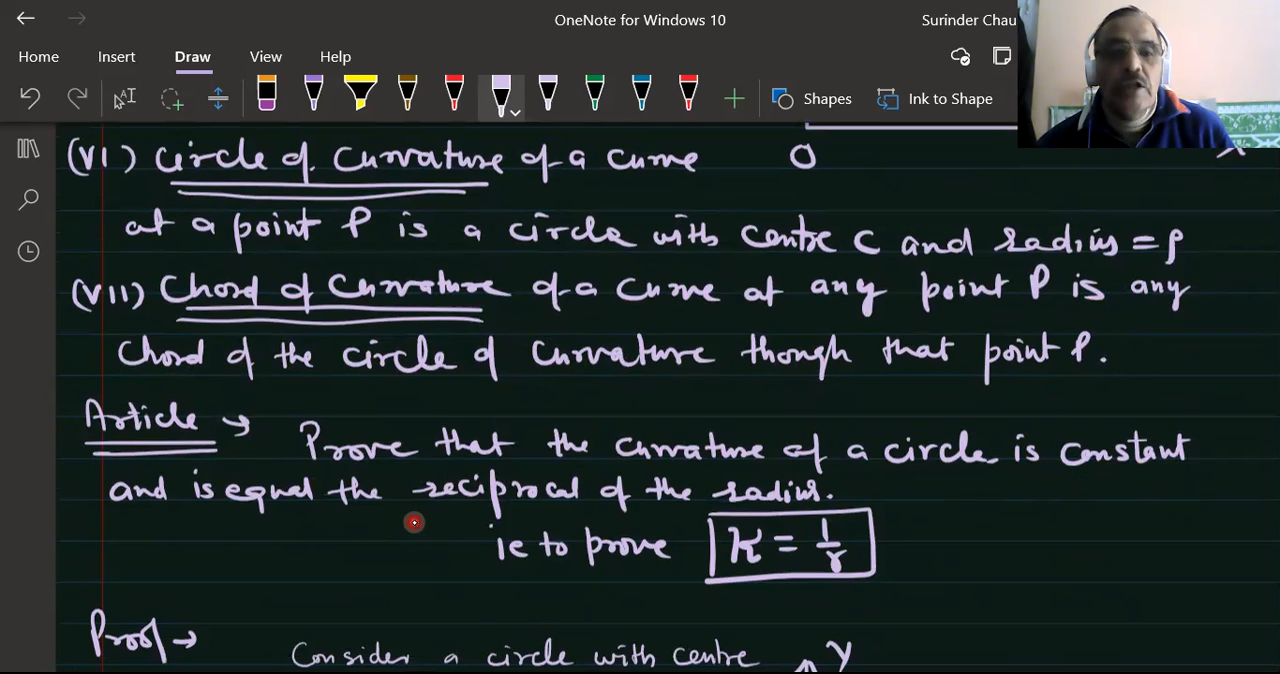 OneNote for Windows 10
Surinder Chau
Home Insert Draw View Help
Shapes Ink to Shape
(VI) Circle of Curvature of a curve O
at a point P is a circle with centre C and radius = ρ
(VII) Chord of Curvature of a curve at any point P is any
Chord of the circle of curvature though that point P.
Article → Prove that the curvature of a circle is constant
and is equal the reciprocal of the radius.
ie to prove K = 1/r
Proof → Consider a circle with centre Y